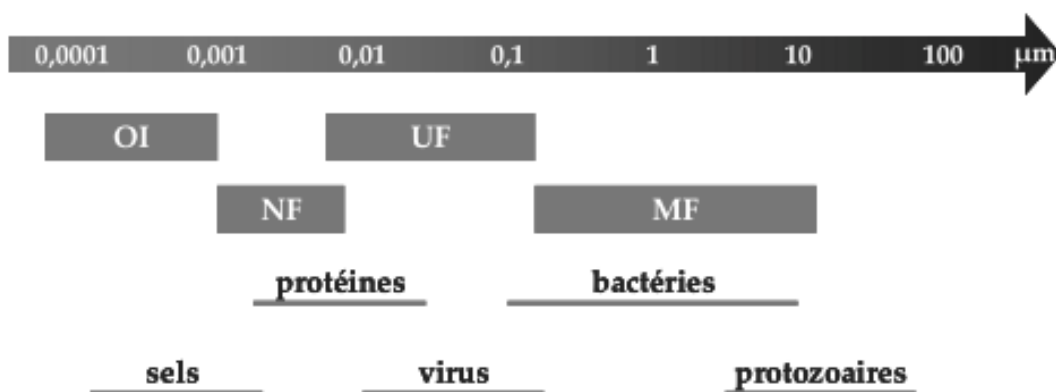 0,0001 0,001 0,01 0,1 1 10 100 µm
OI UF
NF MF
protéines bactéries
sels virus protozoaires